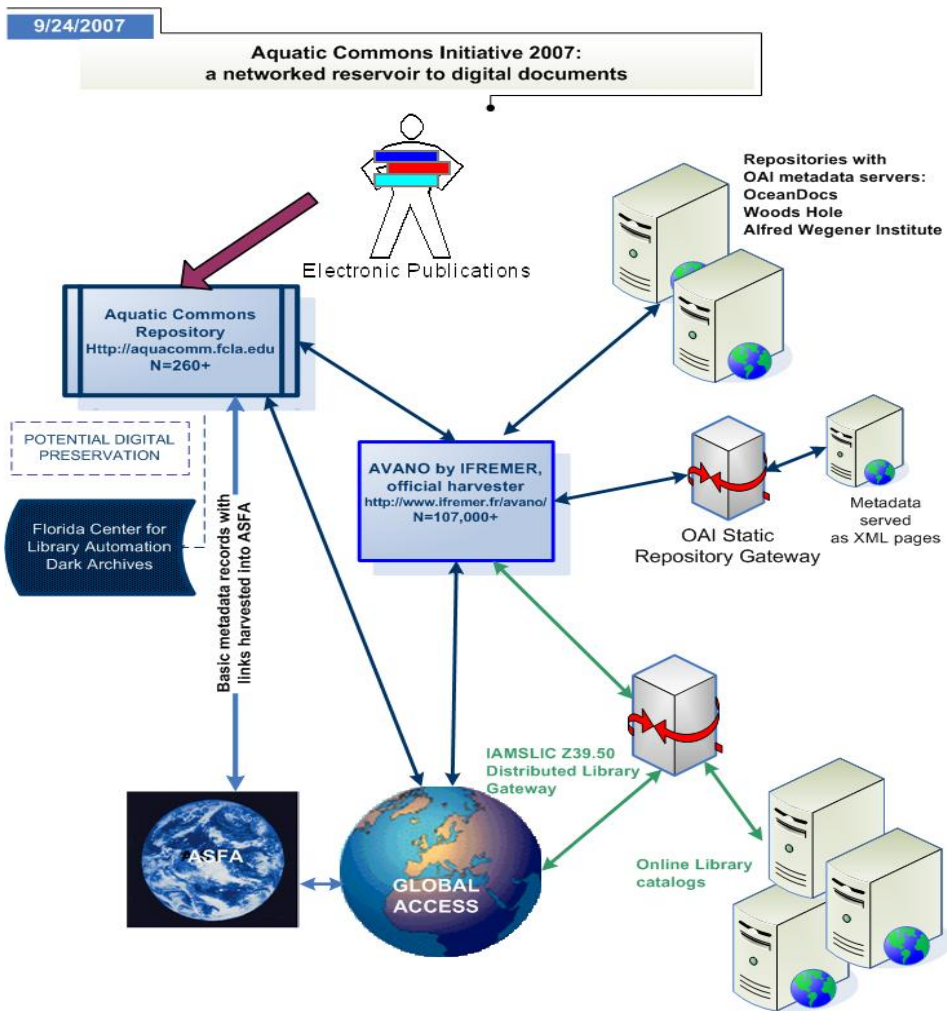 9/24/2007
Aquatic Commons Initiative 2007:
a networked reservoir to digital documents
Electronic Publications
Repositories with
OAI metadata servers:
OceanDocs
Woods Hole
Alfred Wegener Institute
Aquatic Commons
Repository
Http://aquacomm.fcla.edu
N=260+
POTENTIAL DIGITAL
PRESERVATION
Florida Center for
Library Automation
Dark Archives
Basic metadata records with
links harvested into ASFA
AVANO by IFREMER,
official harvester
http://www.ifremer.fr/avano/
N=107,000+
OAI Static
Repository Gateway
Metadata
served
as XML pages
IAMSLIC Z39.50
Distributed Library
Gateway
Online Library
catalogs
ASFA
GLOBAL
ACCESS